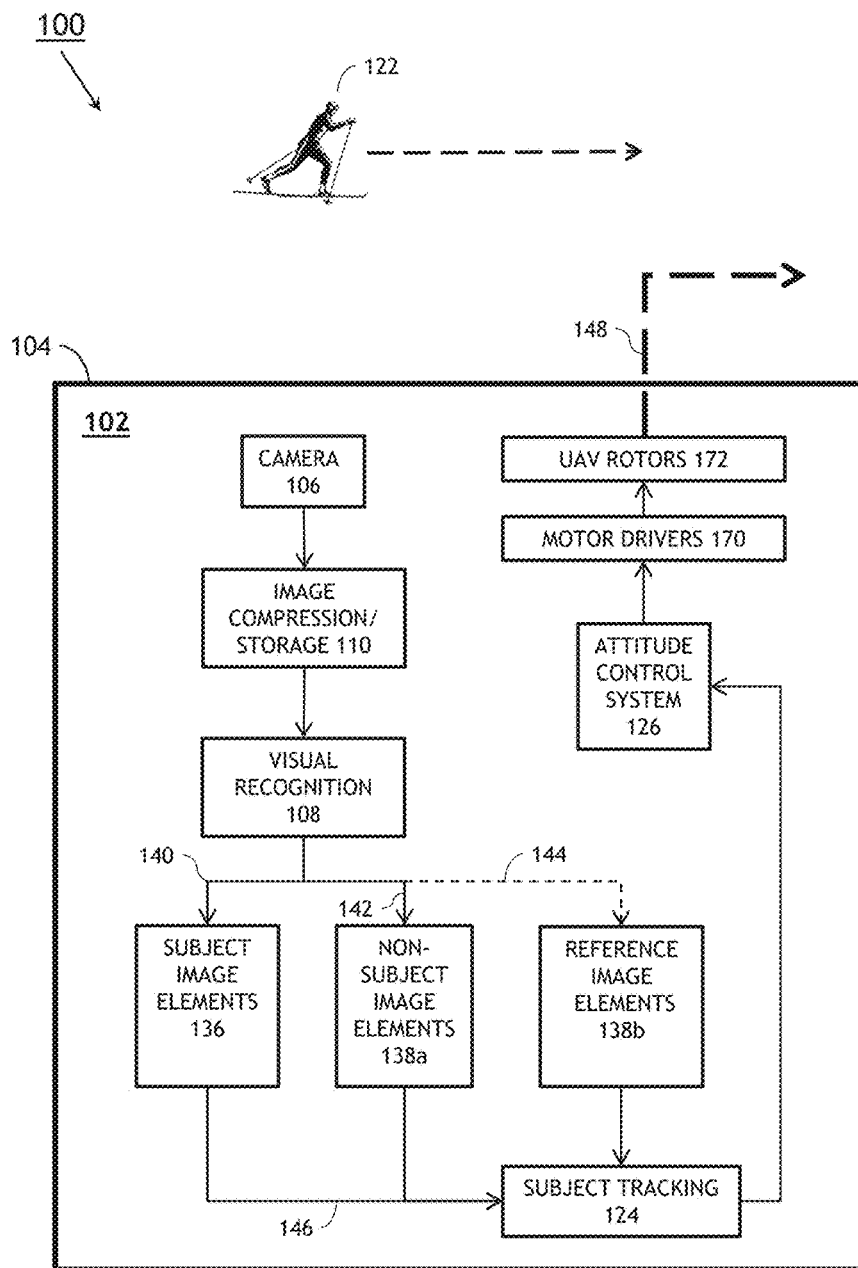 100
122
148
104
102
CAMERA
106
UAV ROTORS 172
MOTOR DRIVERS 170
IMAGE
COMPRESSION/
STORAGE 110
ATTITUDE
CONTROL
SYSTEM
126
VISUAL
RECOGNITION
108
140
144
142
SUBJECT
IMAGE
ELEMENTS
136
NON-
SUBJECT
IMAGE
ELEMENTS
138a
REFERENCE
IMAGE
ELEMENTS
138b
SUBJECT TRACKING
124
146